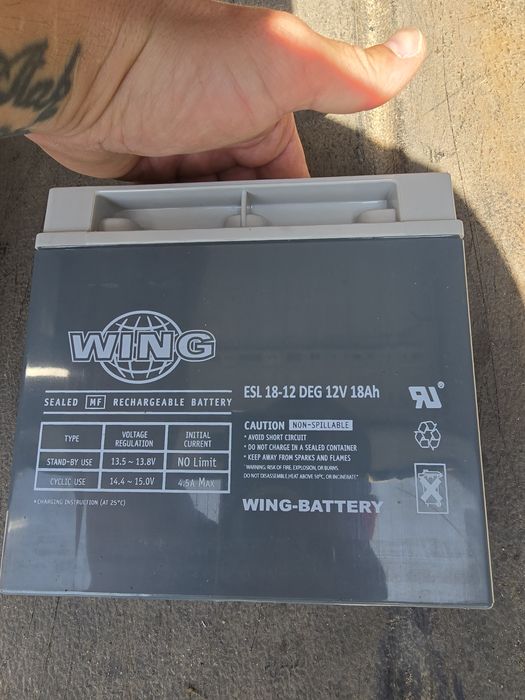 WING
SEALED MF RECHARGEABLE BATTERY
TYPE VOLTAGE REGULATION INITIAL CURRENT
STAND-BY USE 13.5 ~ 13.8V NO Limit
CYCLIC USE 14.4 ~ 15.0V 4.5A MAX
*CHARGING INSTRUCTION (AT 25°C)
ESL 18-12 DEG 12V 18Ah
CAUTION NON-SPILLABLE
• AVOID SHORT CIRCUIT
• DO NOT CHARGE IN A SEALED CONTAINER
• KEEP AWAY FROM SPARKS AND FLAMES
"WARNING: RISK OF FIRE, EXPLOSION, OR BURNS.
DO NOT DISASSEMBLE, HEAT ABOVE 50°C, OR INCINERATE"
WING-BATTERY